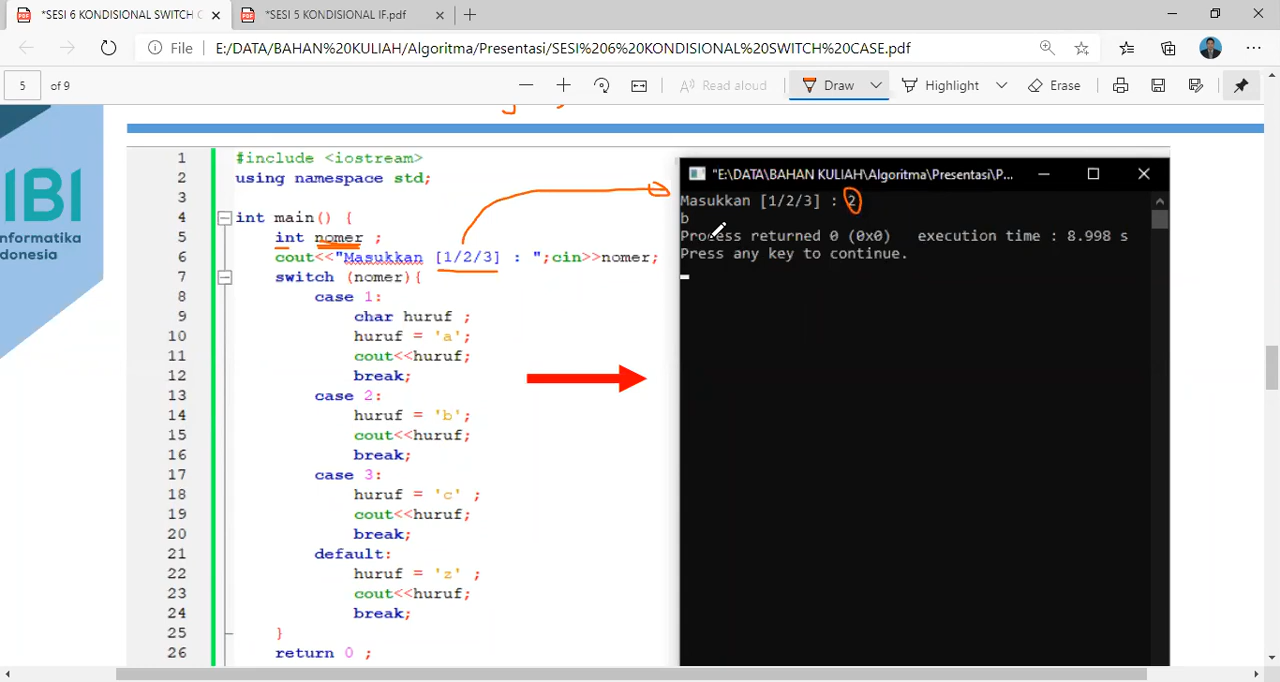 *SESI 6 KONDISIONAL SWITCH C
*SESI 5 KONDISIONAL IF.pdf
File
E:/DATA/BAHAN%20KULIAH/Algoritma/Presentasi/SESI%206%20KONDISIONAL%20SWITCH%20CASE.pdf
5 of 9
Read aloud
Draw
Highlight
Erase
IBI
nformatika
ndonesia
1 #include <iostream>
2 using namespace std;
3
4 int main() {
5 int nomer ;
6 cout<<"Masukkan [1/2/3] : ";cin>>nomer;
7 switch (nomer){
8 case 1:
9 char huruf ;
10 huruf = 'a';
11 cout<<huruf;
12 break;
13 case 2:
14 huruf = 'b';
15 cout<<huruf;
16 break;
17 case 3:
18 huruf = 'c' ;
19 cout<<huruf;
20 break;
21 default:
22 huruf = 'z' ;
23 cout<<huruf;
24 break;
25 }
26 return 0 ;
"E:\DATA\BAHAN KULIAH\Algoritma\Presentasi\P...
Masukkan [1/2/3] : 2
b
Process returned 0 (0x0) execution time : 8.998 s
Press any key to continue.